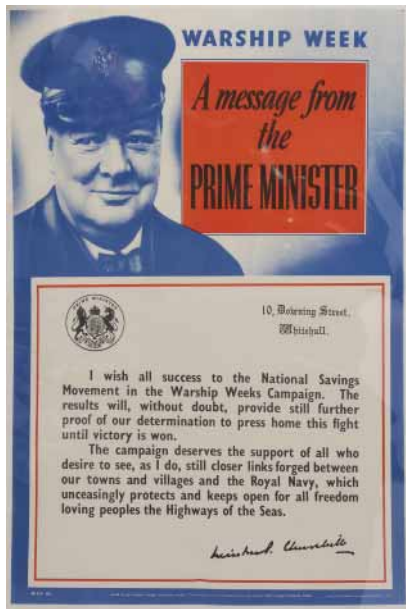 WARSHIP WEEK
A message from
the
PRIME MINISTER
PRIME MINISTER
10, Downing Street,
Whitehall.
I wish all success to the National Savings
Movement in the Warship Weeks Campaign. The
results will, without doubt, provide still further
proof of our determination to press home this fight
until victory is won.
The campaign deserves the support of all who
desire to see, as I do, still closer links forged between
our towns and villages and the Royal Navy, which
unceasingly protects and keeps open for all freedom
loving peoples the Highways of the Seas.
Winston S. Churchill